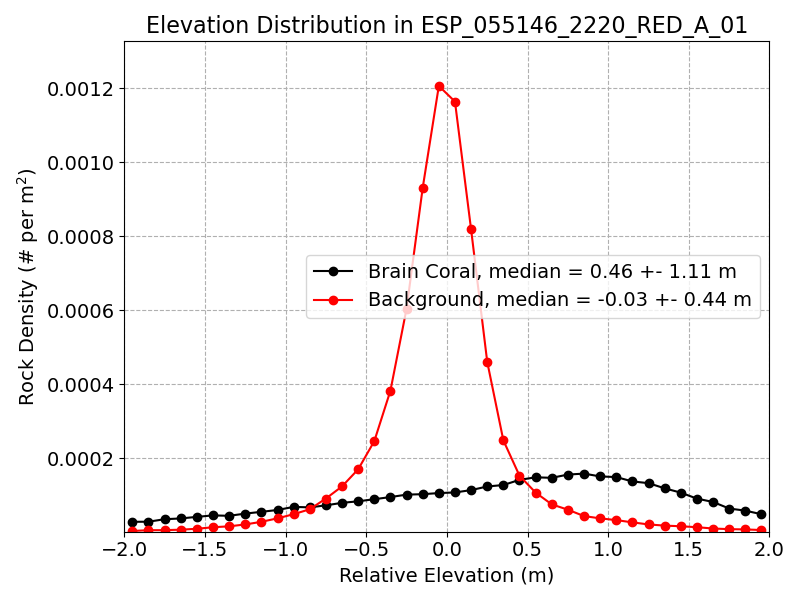 Elevation Distribution in ESP_055146_2220_RED_A_01
0.0012
0.0010
0.0008
0.0006
0.0004
0.0002
Rock Density (# per m²)
Brain Coral, median = 0.46 +- 1.11 m
Background, median = -0.03 +- 0.44 m
−2.0 −1.5 −1.0 −0.5 0.0 0.5 1.0 1.5 2.0
Relative Elevation (m)